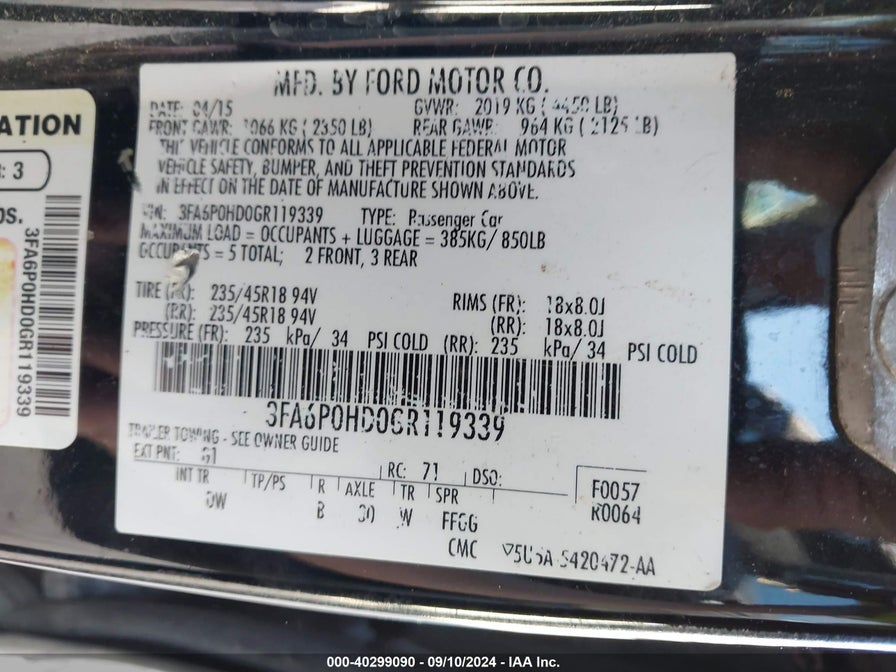 ATION
: 3
OS.
3FA6P0HD0GR119339
MFD. BY FORD MOTOR CO.
DATE: 04/15 GVWR: 2019 KG ( 4450 LB)
FRONT GAWR: 1066 KG ( 2350 LB) REAR GAWR: 964 KG ( 2125 LB)
THIS VEHICLE CONFORMS TO ALL APPLICABLE FEDERAL MOTOR
VEHICLE SAFETY, BUMPER, AND THEFT PREVENTION STANDARDS
IN EFFECT ON THE DATE OF MANUFACTURE SHOWN ABOVE.
VIN: 3FA6P0HD0GR119339 TYPE: Passenger Car
MAXIMUM LOAD = OCCUPANTS + LUGGAGE = 385KG/ 850LB
OCCUPANTS = 5 TOTAL; 2 FRONT, 3 REAR
TIRE (FR): 235/45R18 94V RIMS (FR): 18x8.0J
(RR): 235/45R18 94V (RR): 18x8.0J
PRESSURE (FR): 235 kPa/ 34 PSI COLD (RR): 235 kPa/ 34 PSI COLD
3FA6P0HD0GR119339
TRAILER TOWING - SEE OWNER GUIDE
EXT PNT: RC: 71 DSO:
INT TR TP/PS R AXLE TR SPR F0057
OW B W R0064
CMC 5420472-AA
000-40299090 - 09/10/2024 - IAA Inc.